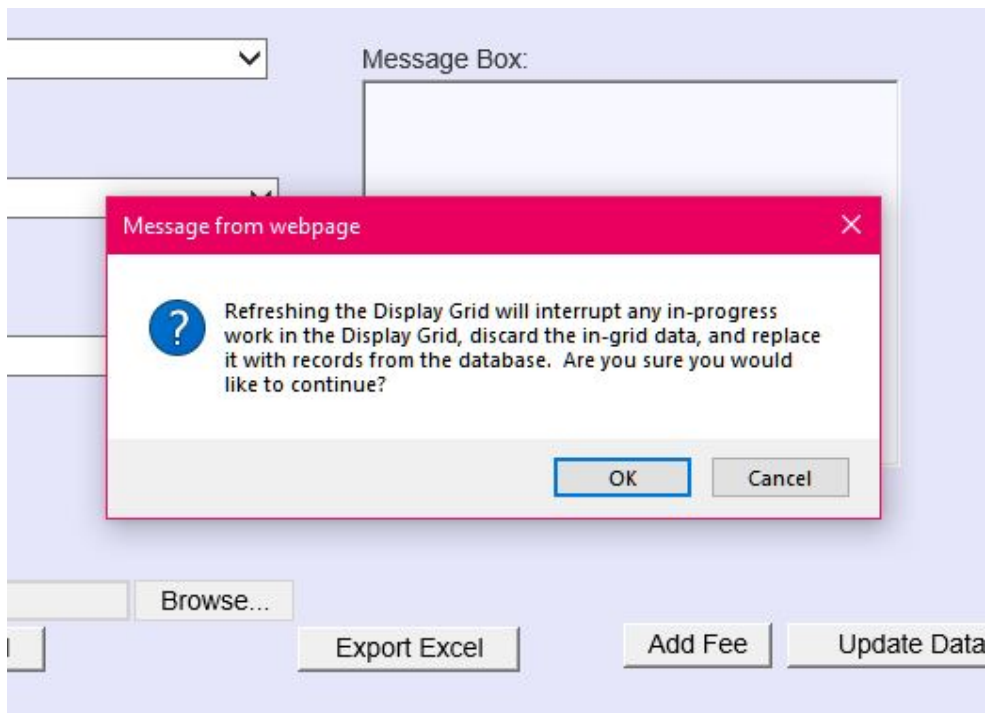 Message Box:
Message from webpage
Refreshing the Display Grid will interrupt any in-progress
work in the Display Grid, discard the in-grid data, and replace
it with records from the database.  Are you sure you would
like to continue?
OK
Cancel
Browse...
Export Excel
Add Fee
Update Data